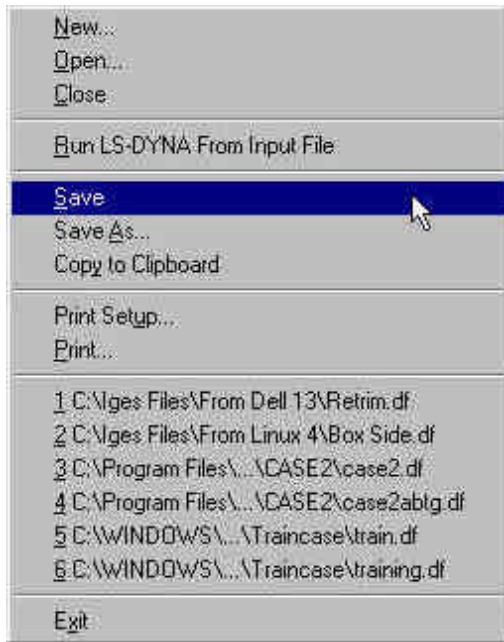 New...
Open...
Close
Run LS-DYNA From Input File
Save
Save As...
Copy to Clipboard
Print Setup...
Print...
1 C:\Iges Files\From Dell 13\Retrim.df
2 C:\Iges Files\From Linux 4\Box Side.df
3 C:\Program Files\...\CASE2\case2.df
4 C:\Program Files\...\CASE2\case2abtg.df
5 C:\WINDOWS\...\Traincase\train.df
6 C:\WINDOWS\...\Traincase\training.df
Exit